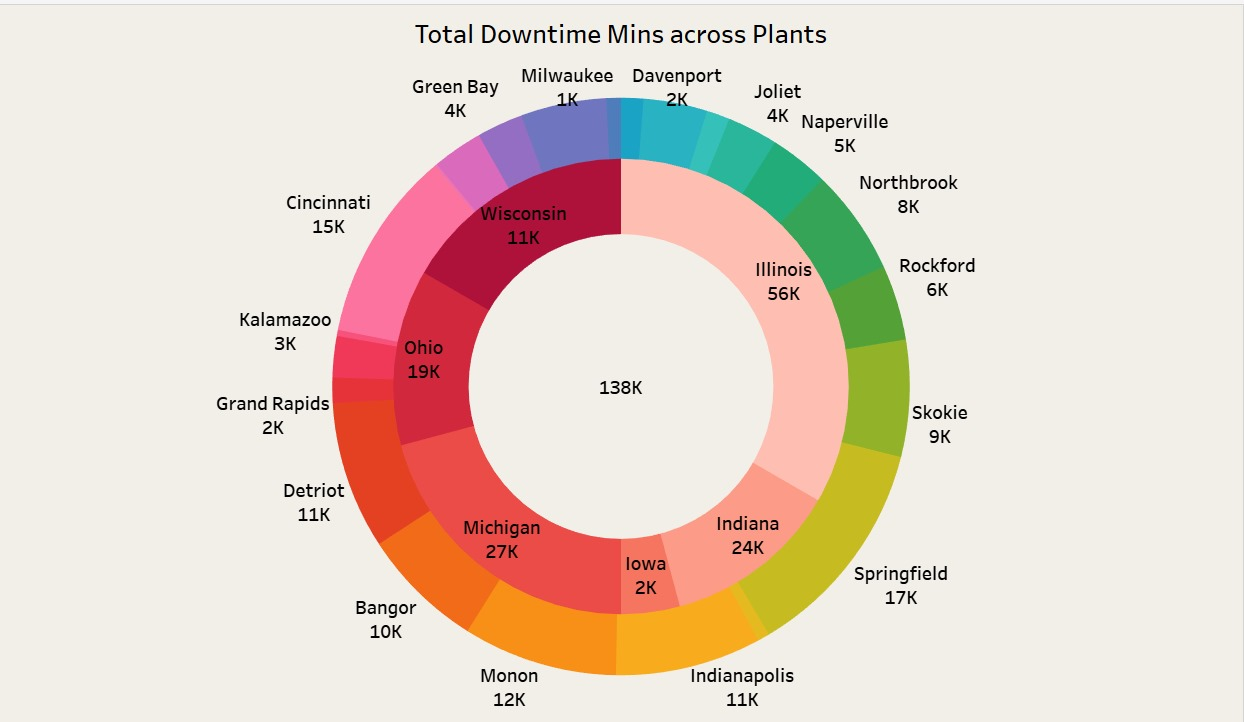 Total Downtime Mins across Plants
Milwaukee
1K
Davenport
2K
Green Bay
4K
Joliet
4K
Naperville
5K
Northbrook
8K
Cincinnati
15K
Wisconsin
11K
Illinois
56K
Rockford
6K
Kalamazoo
3K
Ohio
19K
138K
Grand Rapids
2K
Skokie
9K
Detriot
11K
Michigan
27K
Indiana
24K
Iowa
2K
Springfield
17K
Bangor
10K
Monon
12K
Indianapolis
11K